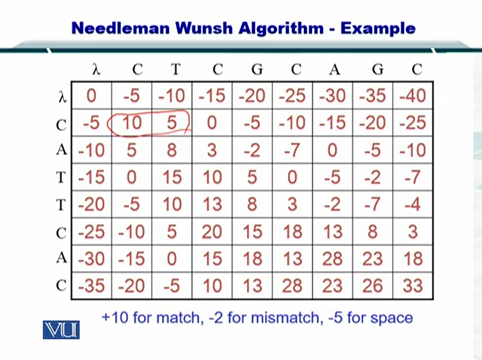 Needleman Wunsh Algorithm - Example
λ C T C G C A G C
λ 0 -5 -10 -15 -20 -25 -30 -35 -40
C -5 10 5 0 -5 -10 -15 -20 -25
A -10 5 8 3 -2 -7 0 -5 -10
T -15 0 15 10 5 0 -5 -2 -7
T -20 -5 10 13 8 3 -2 -7 -4
C -25 -10 5 20 15 18 13 8 3
A -30 -15 0 15 18 13 28 23 18
C -35 -20 -5 10 13 28 23 26 33
+10 for match, -2 for mismatch, -5 for space
VU